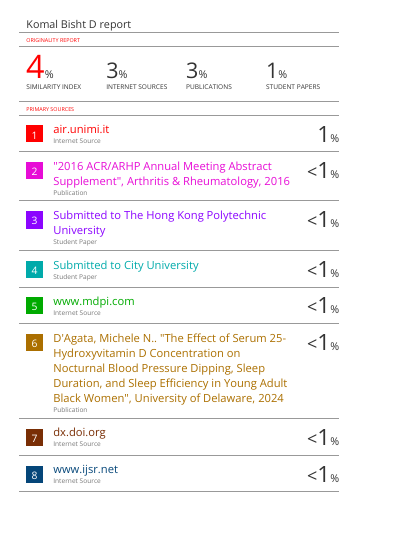 Komal Bisht D report
ORIGINALITY REPORT
4%
3%
3%
1%
SIMILARITY INDEX
INTERNET SOURCES
PUBLICATIONS
STUDENT PAPERS
PRIMARY SOURCES
1
air.unimi.it
Internet Source
1%
2
"2016 ACR/ARHP Annual Meeting Abstract
Supplement", Arthritis & Rheumatology, 2016
Publication
<1%
3
Submitted to The Hong Kong Polytechnic
University
Student Paper
<1%
4
Submitted to City University
Student Paper
<1%
5
www.mdpi.com
Internet Source
<1%
6
D'Agata, Michele N.. "The Effect of Serum 25-
Hydroxyvitamin D Concentration on
Nocturnal Blood Pressure Dipping, Sleep
Duration, and Sleep Efficiency in Young Adult
Black Women", University of Delaware, 2024
Publication
<1%
7
dx.doi.org
Internet Source
<1%
8
www.ijsr.net
Internet Source
<1%